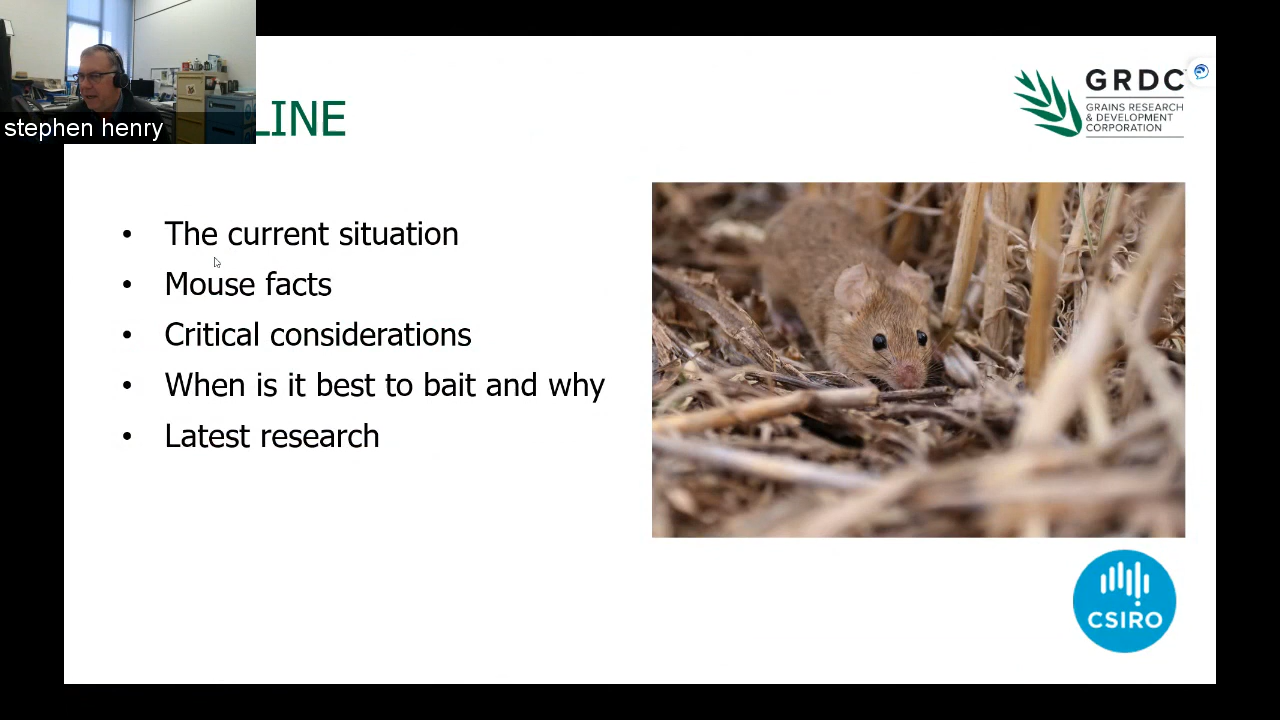 stephen henry
LINE
GRDC
GRAINS RESEARCH
& DEVELOPMENT
CORPORATION
• The current situation
• Mouse facts
• Critical considerations
• When is it best to bait and why
• Latest research
CSIRO